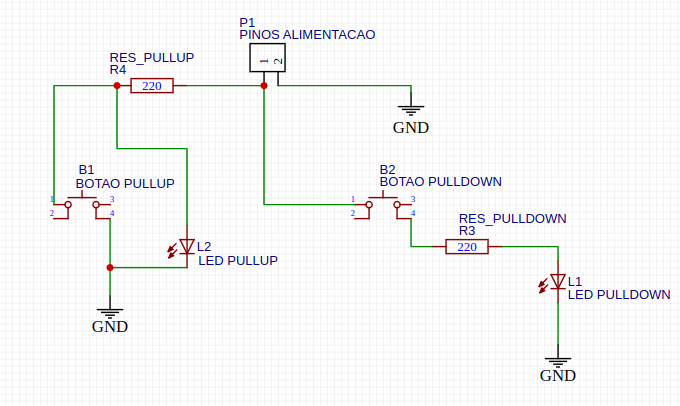 P1
PINOS ALIMENTACAO
1 2
RES_PULLUP
R4
220
GND
B1
BOTAO PULLUP
1 3
2 4
B2
BOTAO PULLDOWN
1 3
2 4
RES_PULLDOWN
R3
220
L2
LED PULLUP
L1
LED PULLDOWN
GND
GND